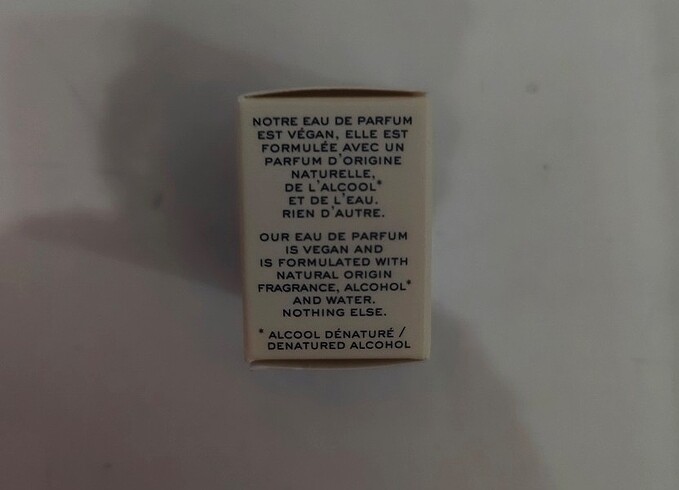 NOTRE EAU DE PARFUM
EST VÉGAN, ELLE EST
FORMULÉE AVEC UN
PARFUM D'ORIGINE
NATURELLE,
DE L'ALCOOL*
ET DE L'EAU.
RIEN D'AUTRE.
OUR EAU DE PARFUM
IS VEGAN AND
IS FORMULATED WITH
NATURAL ORIGIN
FRAGRANCE, ALCOHOL*
AND WATER.
NOTHING ELSE.
* ALCOOL DÉNATURÉ /
DENATURED ALCOHOL